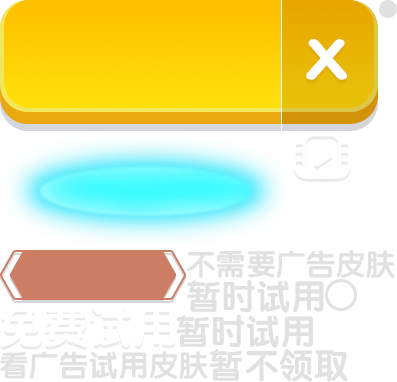 不需要广告皮肤
暂时试用
免费试用暂时试用
看广告试用皮肤暂不领取